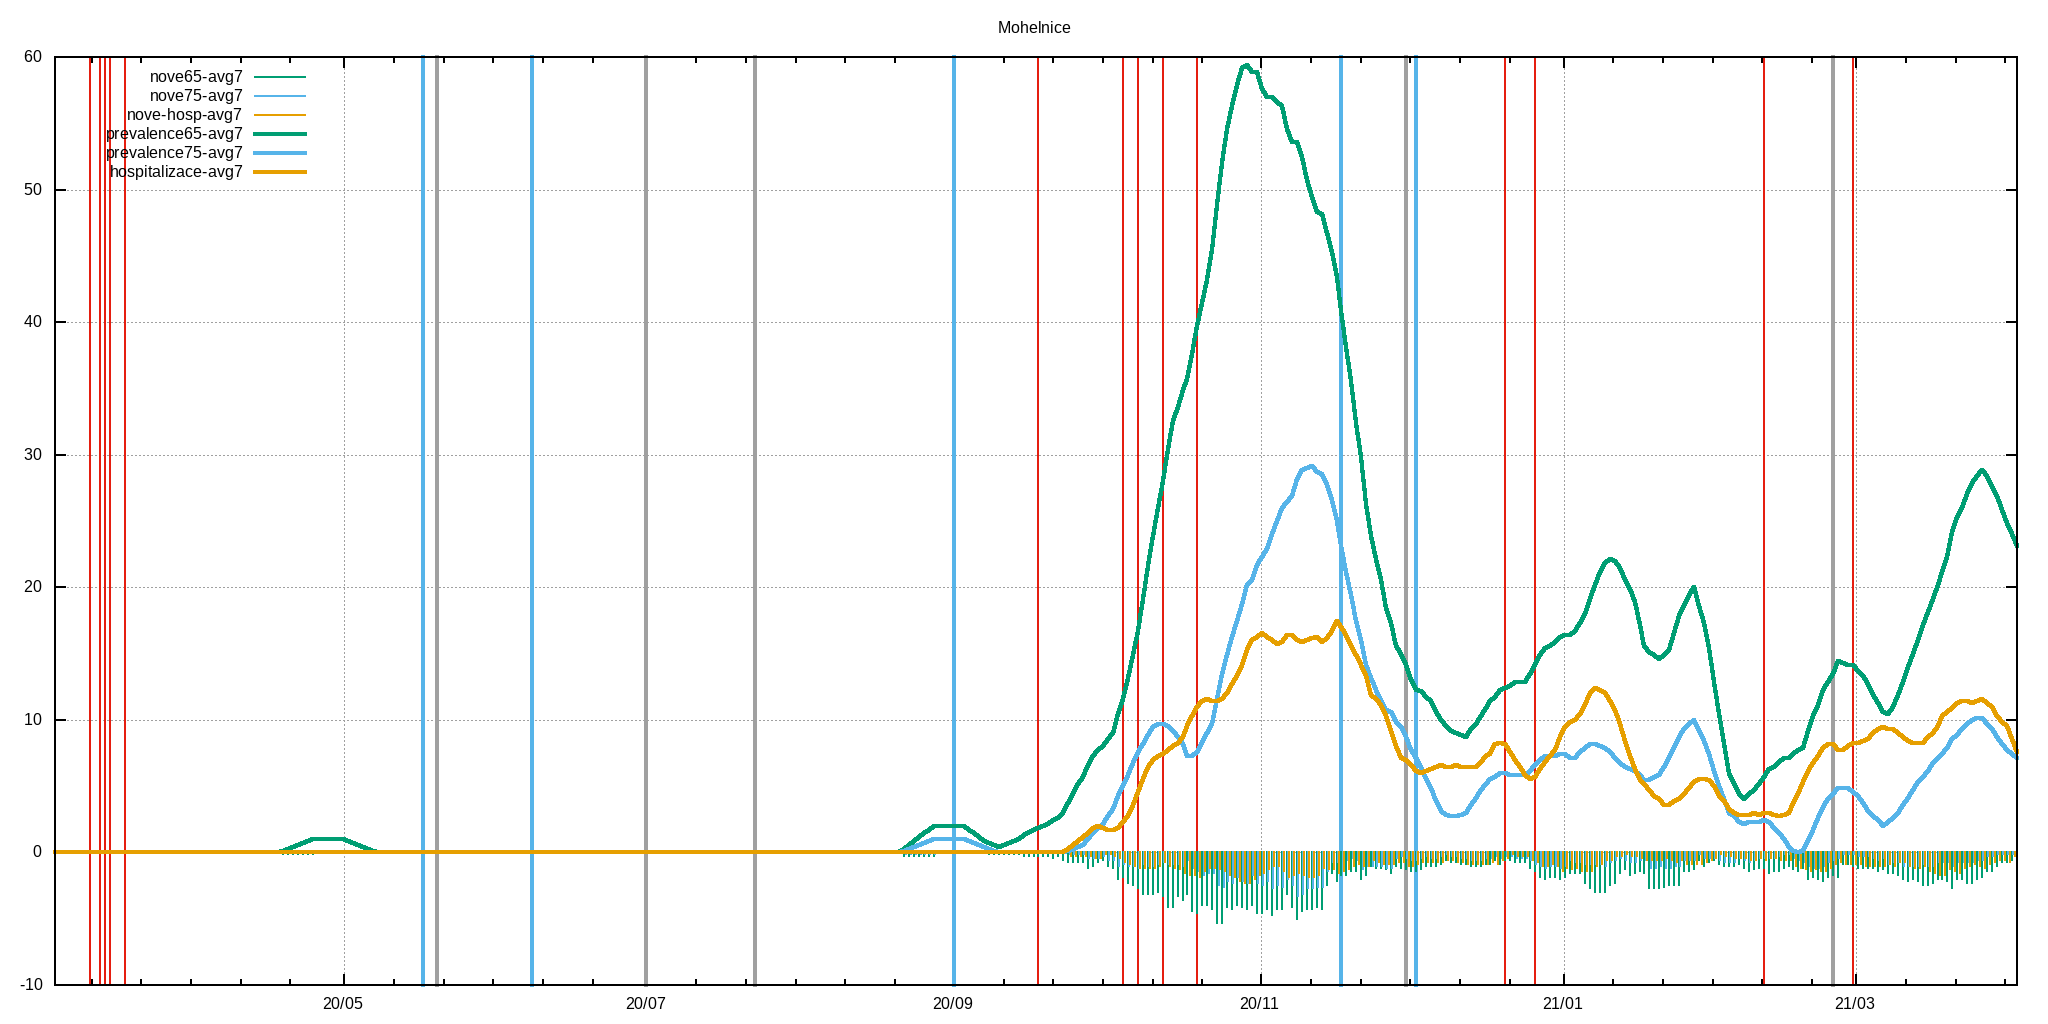 Mohelnice
60
50
40
30
20
10
0
-10
nove65-avg7
nove75-avg7
nove-hosp-avg7
prevalence65-avg7
prevalence75-avg7
hospitalizace-avg7
20/05 20/07 20/09 20/11 21/01 21/03